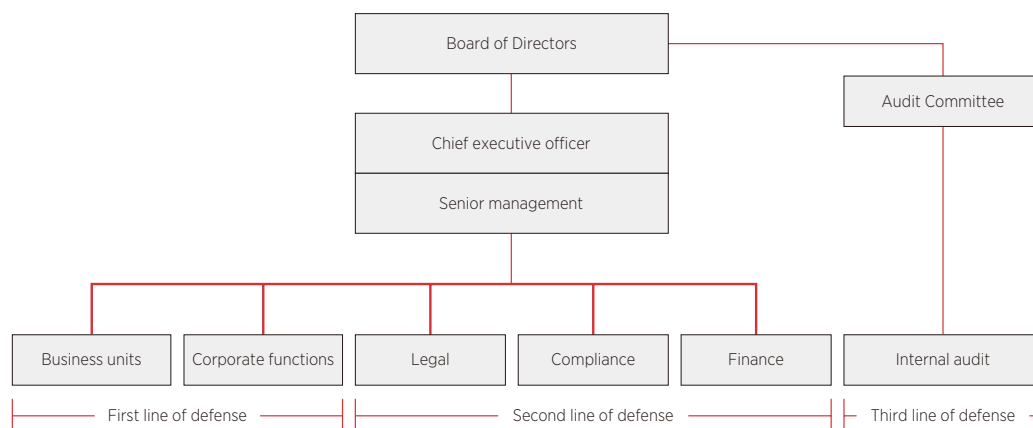 Board of Directors
Audit Committee
Chief executive officer
Senior management
Business units
Corporate functions
Legal
Compliance
Finance
Internal audit
First line of defense
Second line of defense
Third line of defense